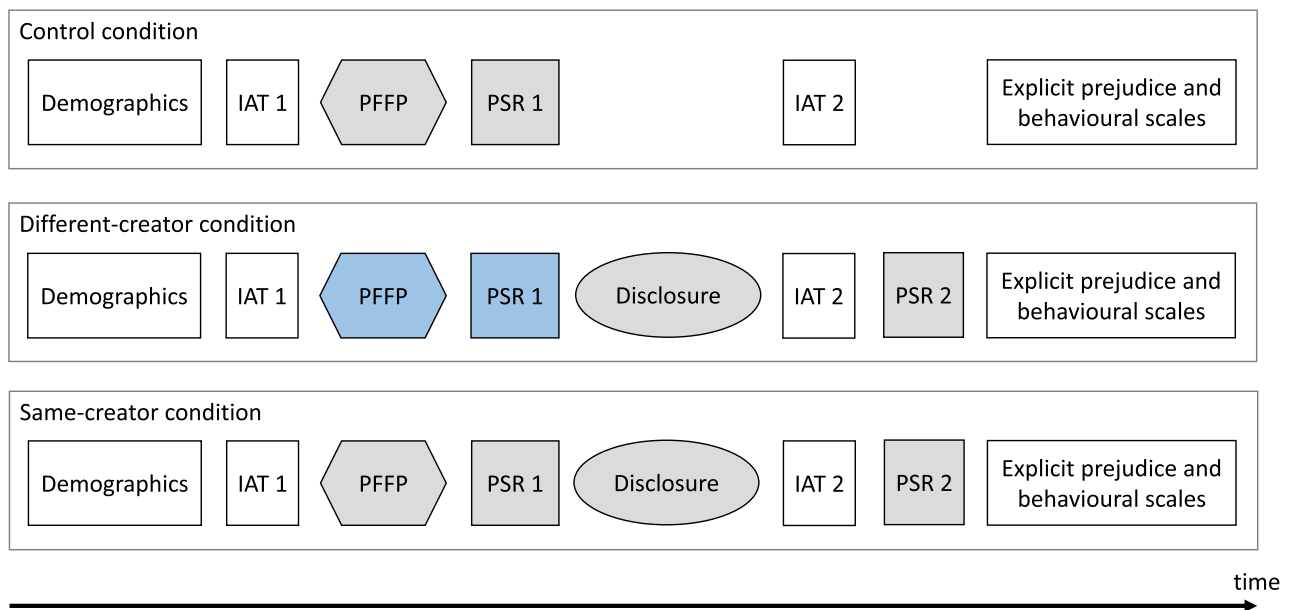 Control condition
Demographics
IAT 1
PFFP
PSR 1
IAT 2
Explicit prejudice and
behavioural scales
Different-creator condition
Demographics
IAT 1
PFFP
PSR 1
Disclosure
IAT 2
PSR 2
Explicit prejudice and
behavioural scales
Same-creator condition
Demographics
IAT 1
PFFP
PSR 1
Disclosure
IAT 2
PSR 2
Explicit prejudice and
behavioural scales
time